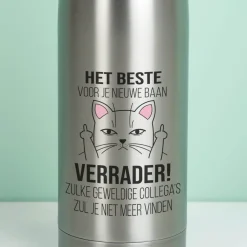 HET BESTE
VOOR JE NIEUWE BAAN
VERRADER!
ZULKE GEWELDIGE COLLEGA'S
ZUL JE NIET MEER VINDEN